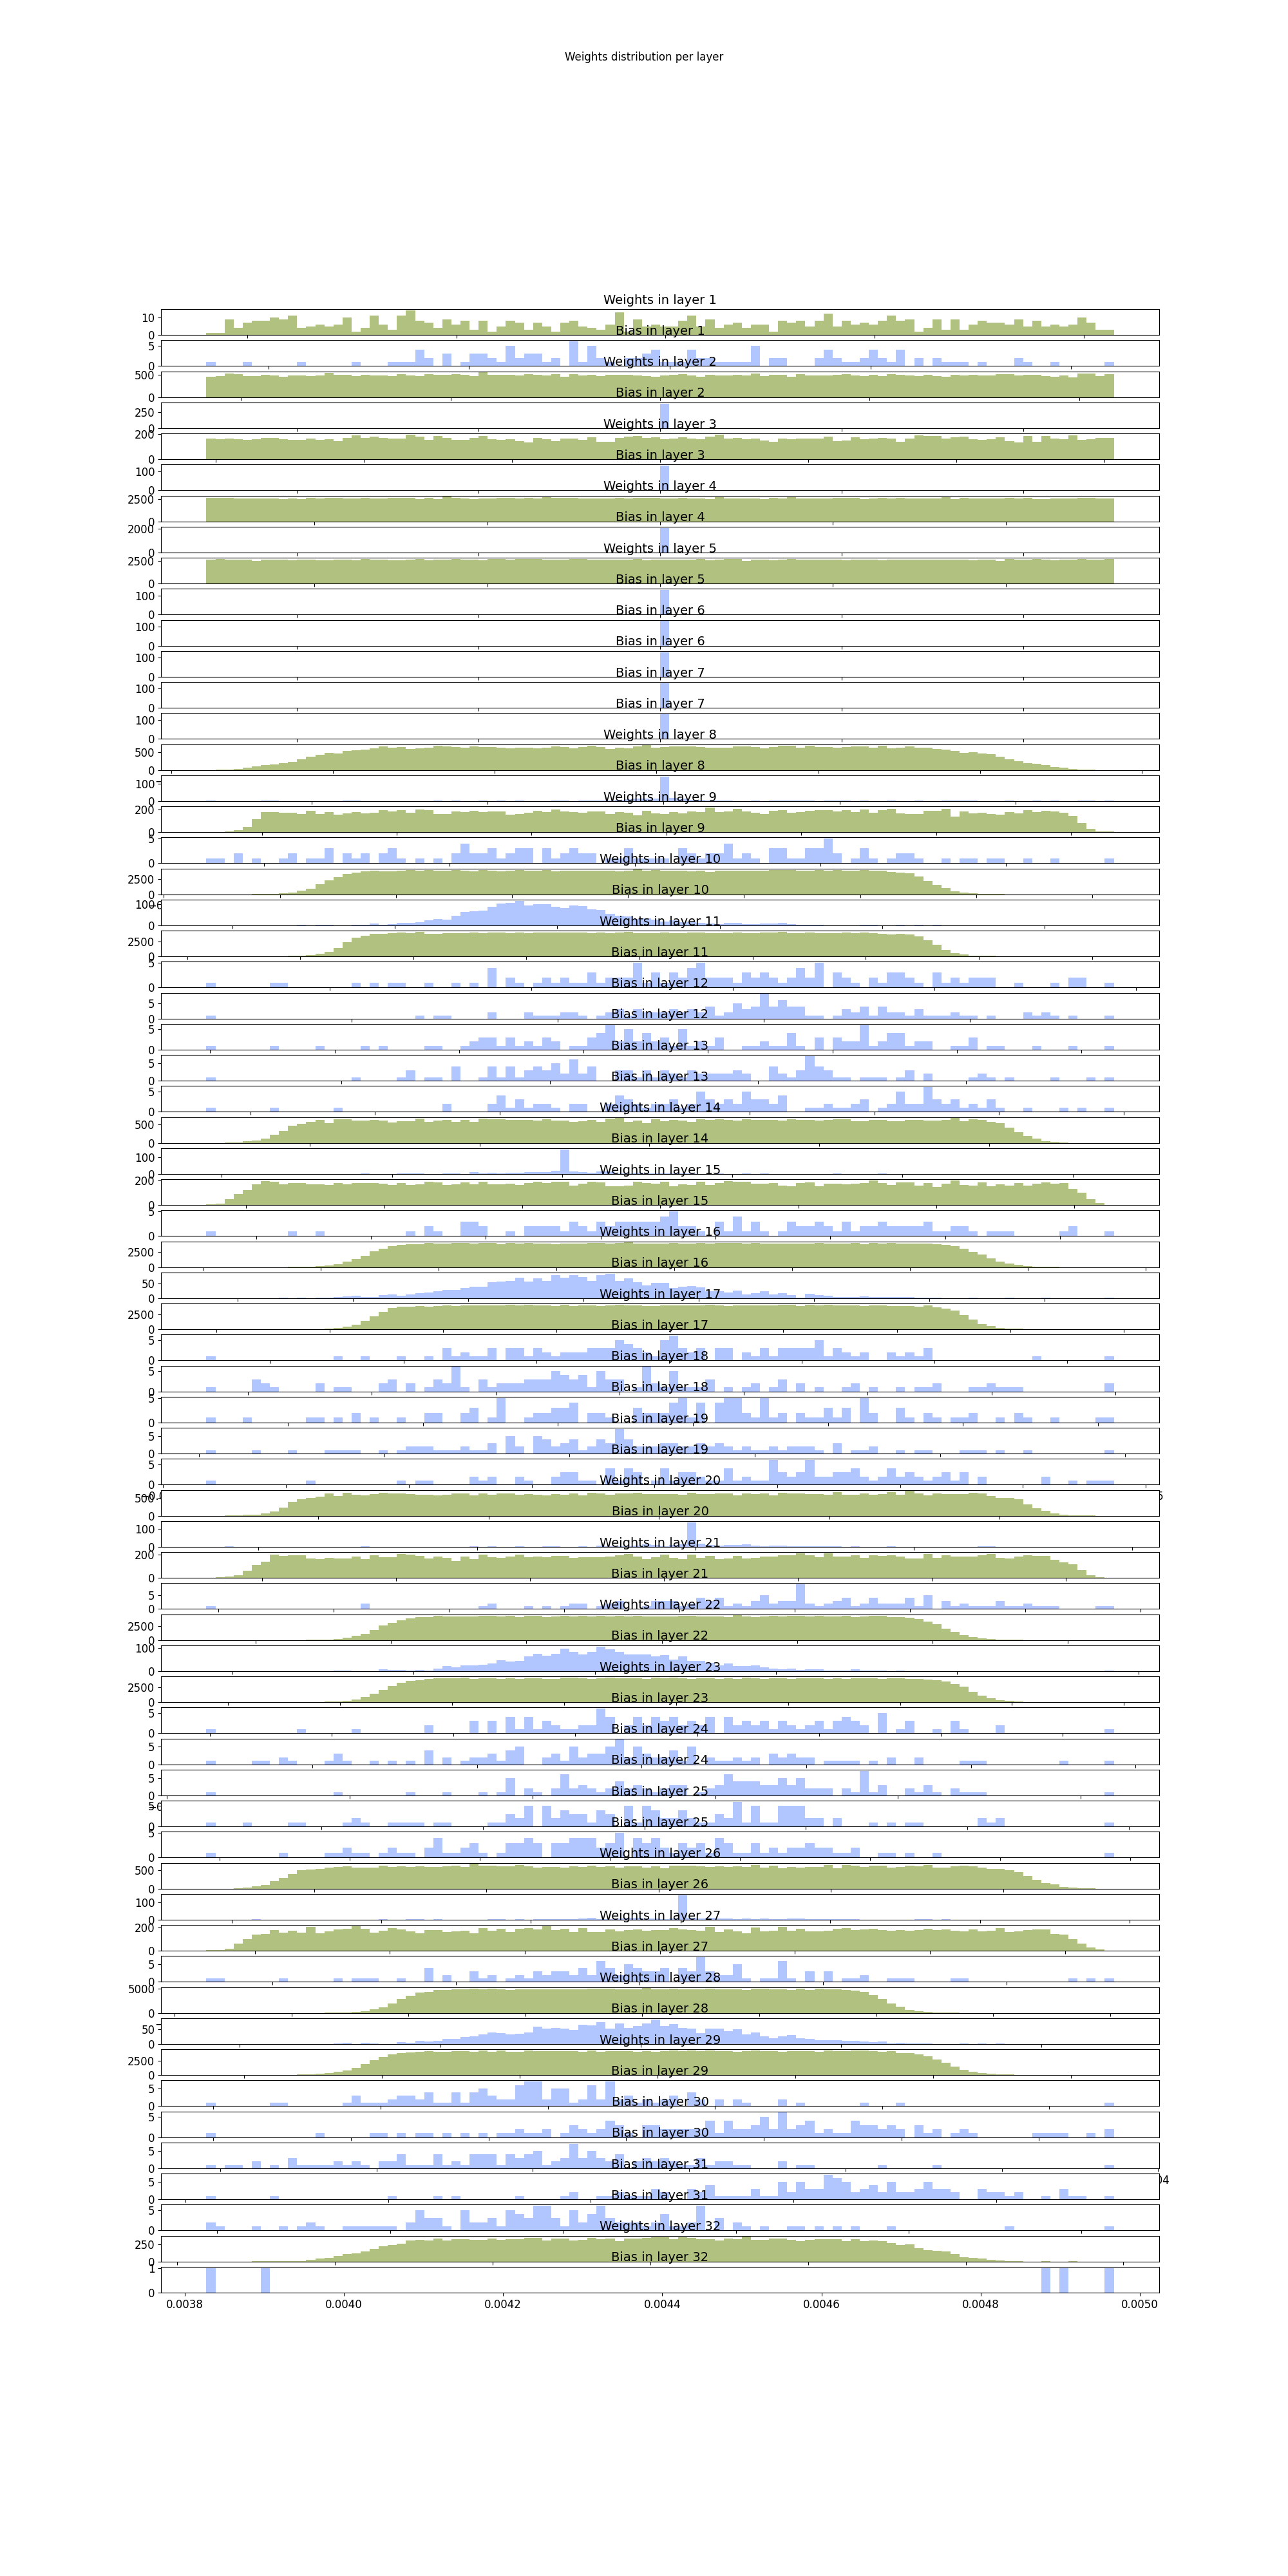 Weights distribution per layer
Weights in layer 1
10
0
Bias in layer 1
5
0
Weights in layer 2
500
0
Bias in layer 2
250
0
Weights in layer 3
200
0
Bias in layer 3
100
0
Weights in layer 4
2500
0
Bias in layer 4
2000
0
Weights in layer 5
2500
0
Bias in layer 5
100
0
Bias in layer 6
100
0
Bias in layer 6
100
0
Bias in layer 7
100
0
Bias in layer 7
100
0
Weights in layer 8
500
0
Bias in layer 8
100
0
Weights in layer 9
200
0
Bias in layer 9
5
0
Weights in layer 10
2500
0
Bias in layer 10
100
0
Weights in layer 11
2500
0
Bias in layer 11
5
0
Bias in layer 12
5
0
Bias in layer 12
5
0
Bias in layer 13
5
0
Bias in layer 13
5
0
Weights in layer 14
500
0
Bias in layer 14
100
0
Weights in layer 15
200
0
Bias in layer 15
5
0
Weights in layer 16
2500
0
Bias in layer 16
50
0
Weights in layer 17
2500
0
Bias in layer 17
5
0
Bias in layer 18
5
0
Bias in layer 18
5
0
Bias in layer 19
5
0
Bias in layer 19
5
0
Weights in layer 20
500
0
Bias in layer 20
100
0
Weights in layer 21
200
0
Bias in layer 21
5
0
Weights in layer 22
2500
0
Bias in layer 22
100
0
Weights in layer 23
2500
0
Bias in layer 23
5
0
Bias in layer 24
5
0
Bias in layer 24
5
0
Bias in layer 25
5
0
Bias in layer 25
5
0
Weights in layer 26
500
0
Bias in layer 26
100
0
Weights in layer 27
200
0
Bias in layer 27
5
0
Weights in layer 28
5000
0
Bias in layer 28
50
0
Weights in layer 29
2500
0
Bias in layer 29
5
0
Bias in layer 30
5
0
Bias in layer 30
5
0
Bias in layer 31
5
0
Bias in layer 31
5
0
Weights in layer 32
250
0
Bias in layer 32
1
0
0.0038 0.0040 0.0042 0.0044 0.0046 0.0048 0.0050